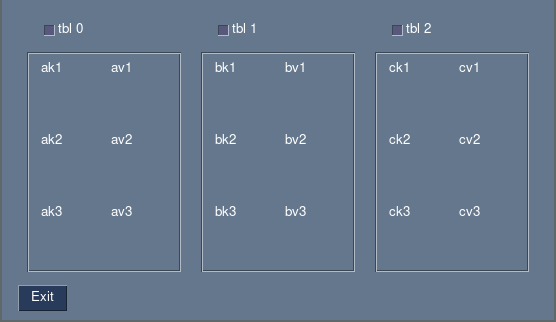 tbl 0 tbl 1 tbl 2
ak1 av1 bk1 bv1 ck1 cv1
ak2 av2 bk2 bv2 ck2 cv2
ak3 av3 bk3 bv3 ck3 cv3
Exit